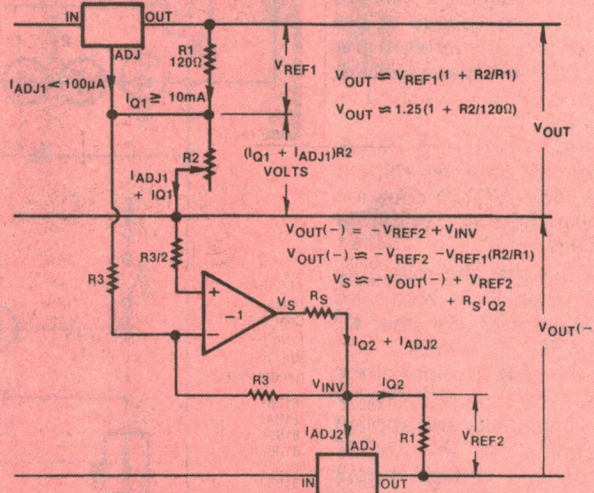 IN
OUT
ADJ
R1
120Ω
VREF1
IADJ1 < 100μA
IQ1 ≥ 10mA
VOUT ≈ VREF1(1 + R2/R1)
VOUT ≈ 1.25(1 + R2/120Ω)
VOUT
R2
(IQ1 + IADJ1)R2
VOLTS
IADJ1
+ IQ1
VOUT(-) = -VREF2 + VINV
VOUT(-) ≈ -VREF2 -VREF1(R2/R1)
VS ≈ -VOUT(-) + VREF2
+ RSIQ2
R3
R3/2
+
-1
-
VS
RS
IQ2 + IADJ2
VOUT(-
R3
VINV
IQ2
IADJ2
ADJ
R1
VREF2
IN
OUT